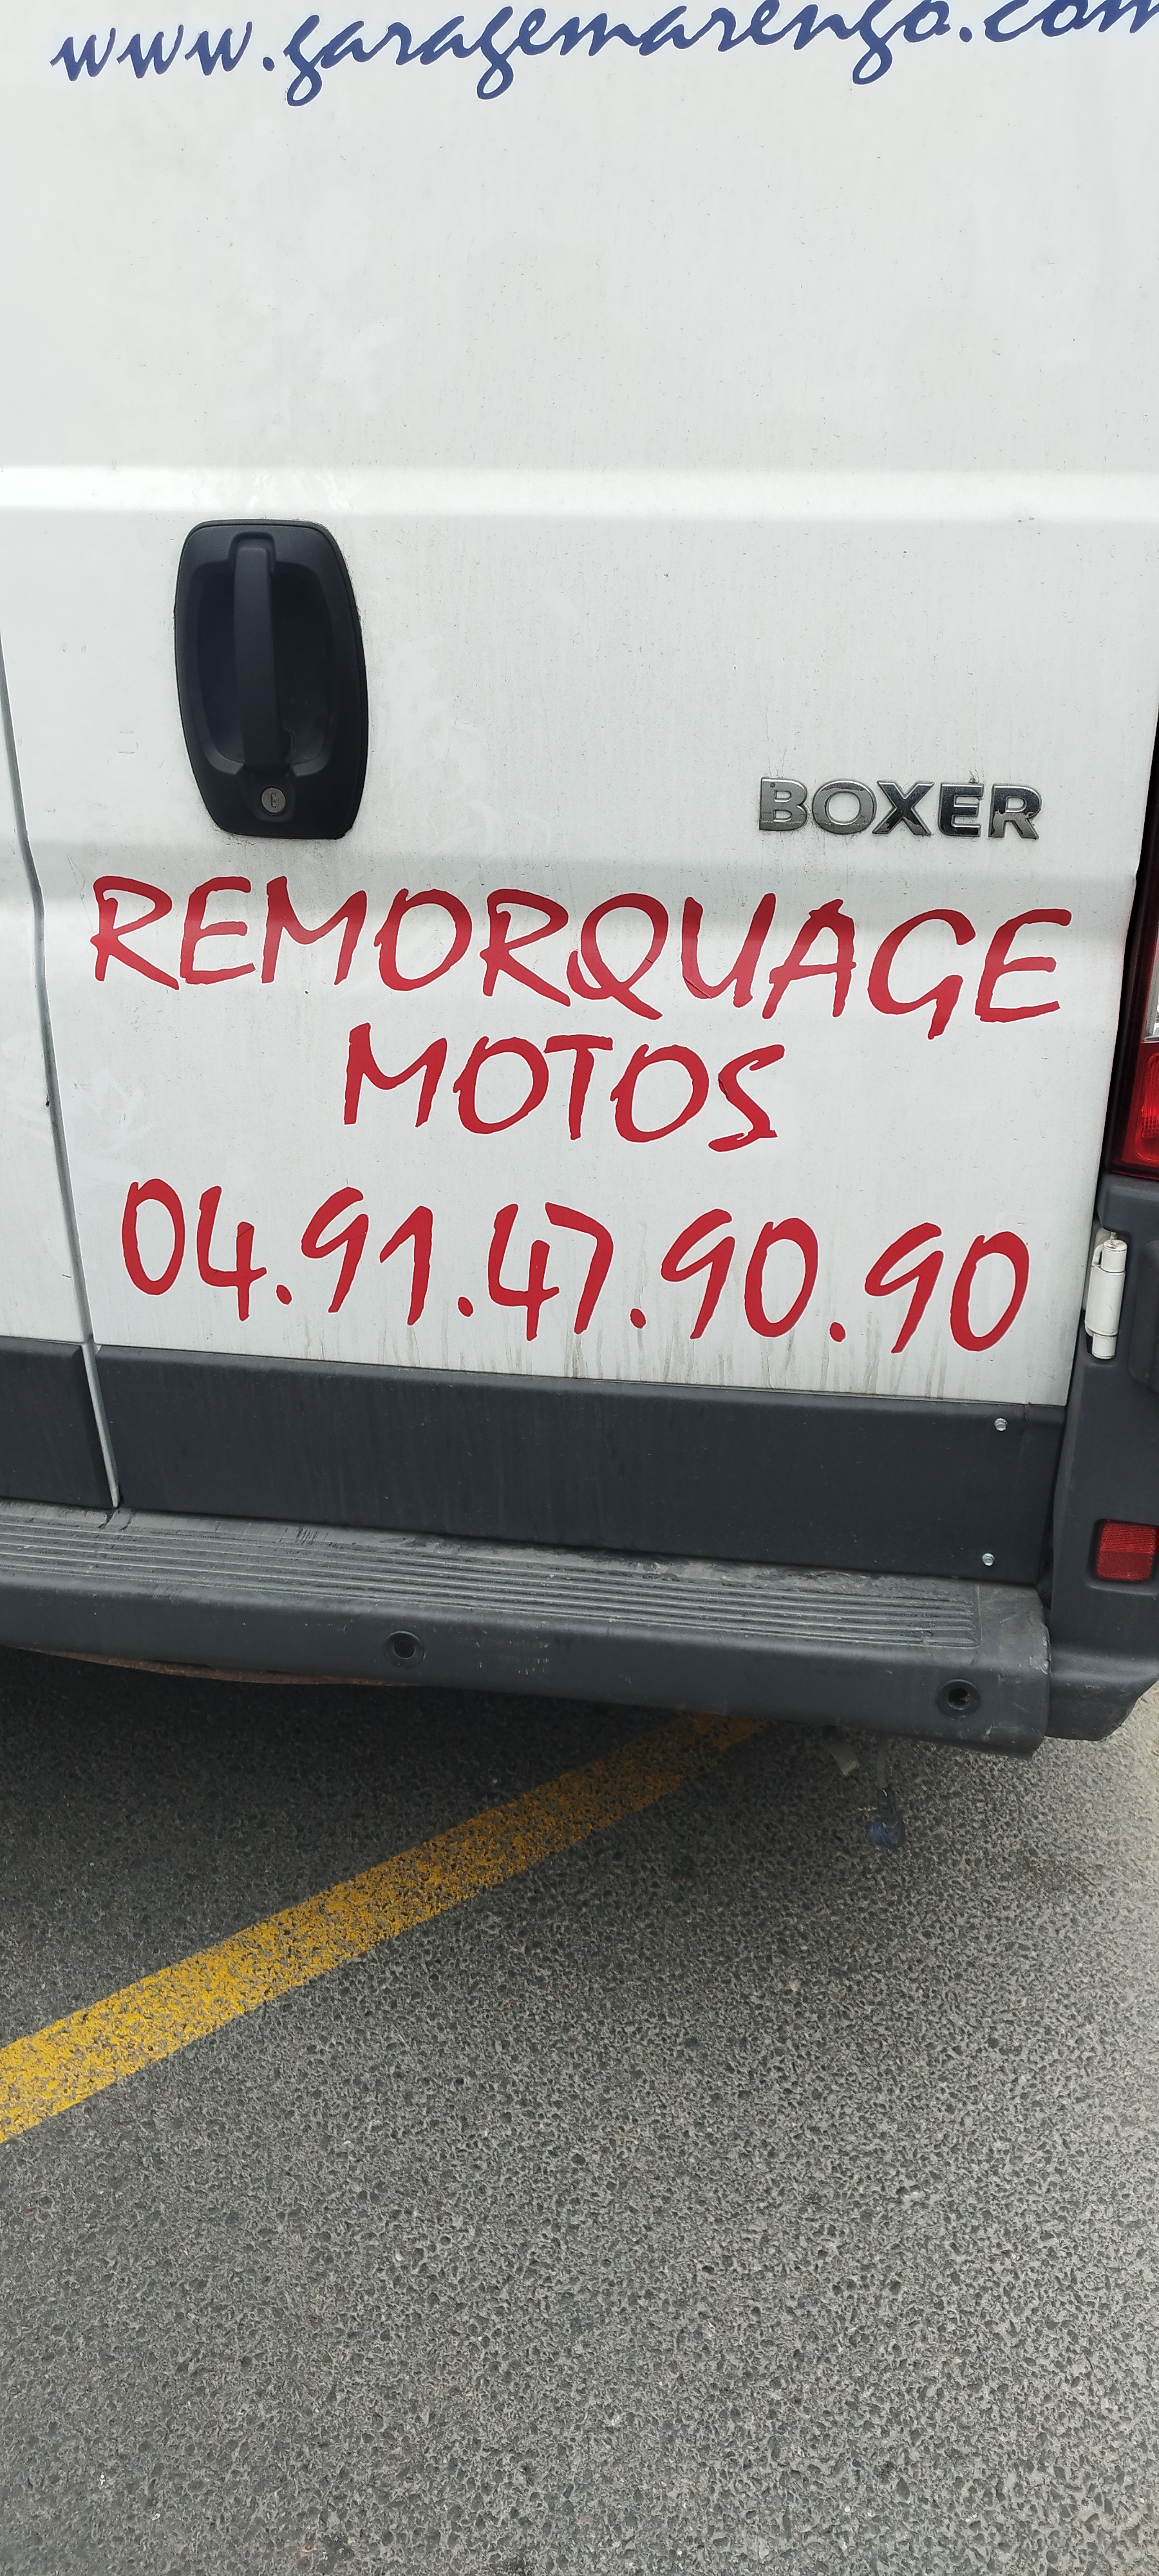 www.garagemarengo.com
BOXER
REMORQUAGE
MOTOS
04.91.47.90.90